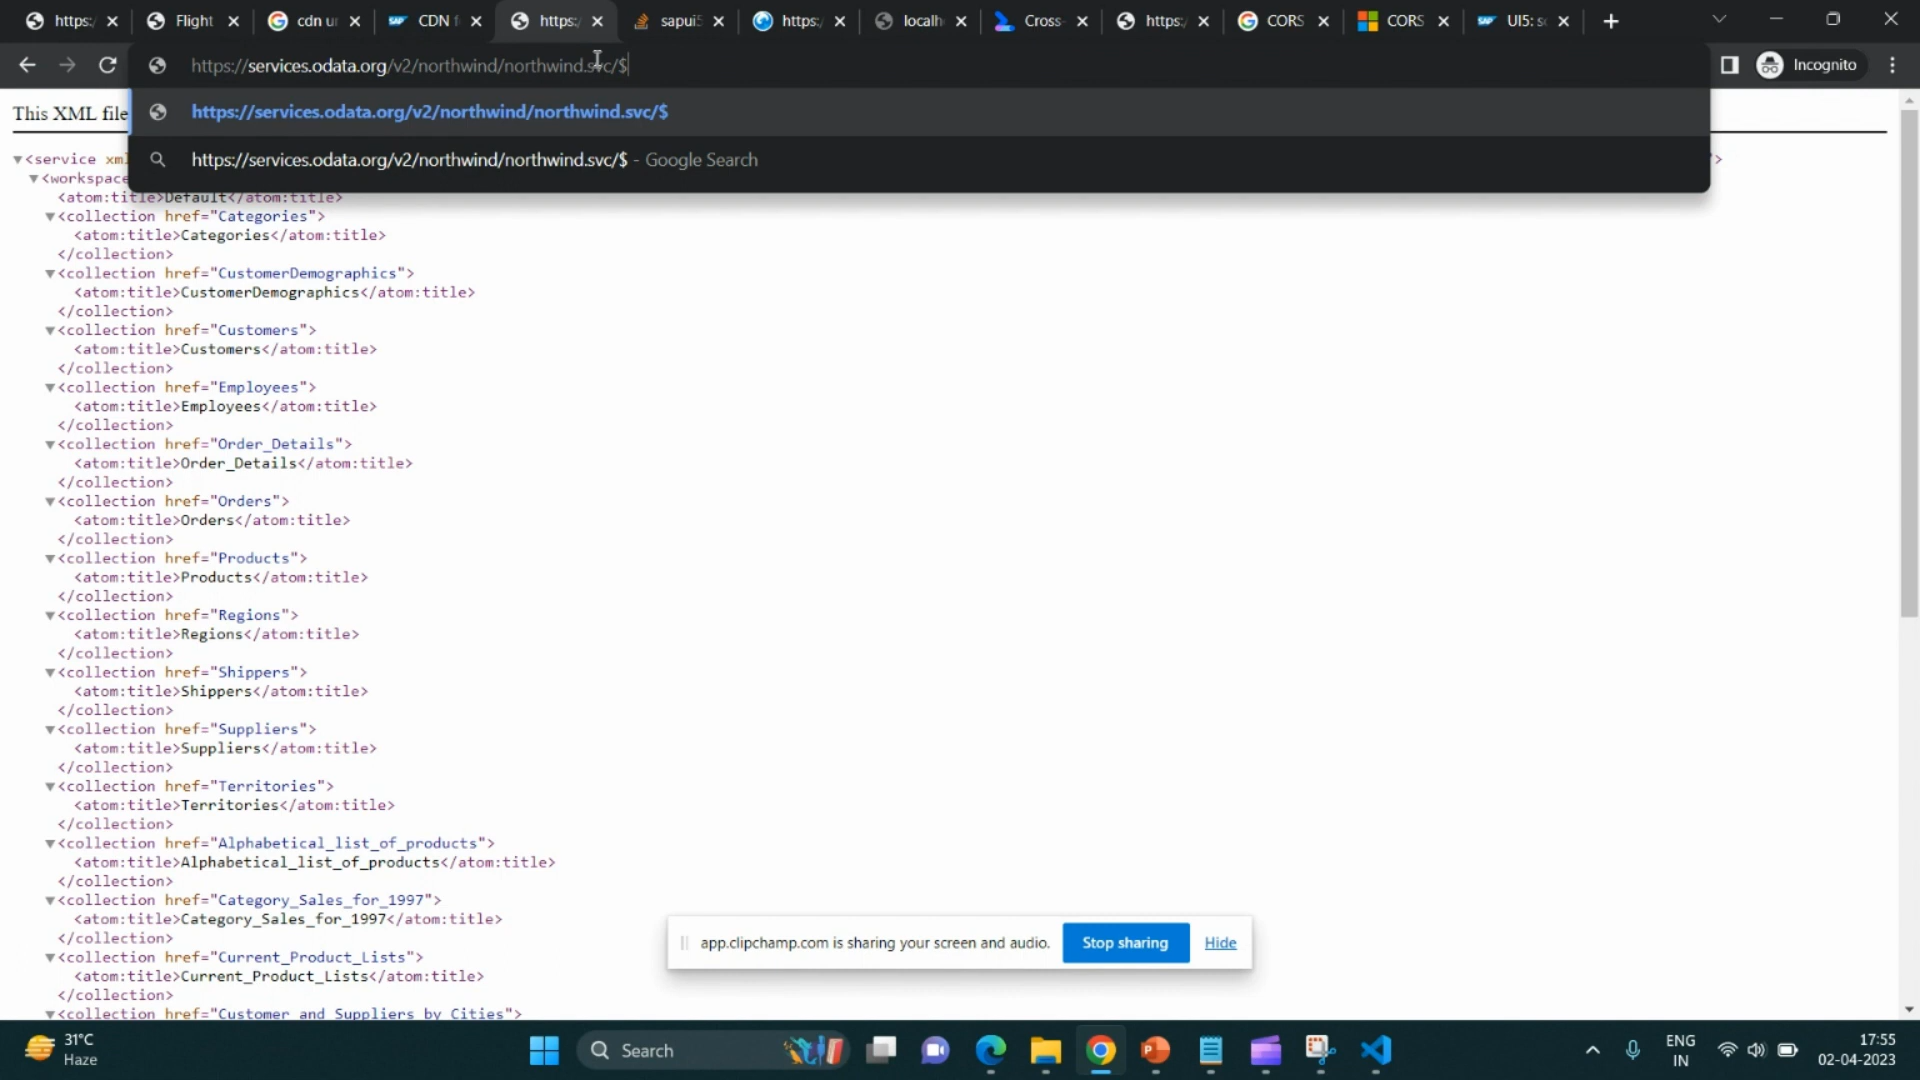 https:/
Flight
cdn ur
CDN f
https:/
sapui5
https:/
localh
Cross-
https:/
CORS
CORS
UI5: so
https://services.odata.org/v2/northwind/northwind.svc/$
Incognito
https://services.odata.org/v2/northwind/northwind.svc/$
https://services.odata.org/v2/northwind/northwind.svc/$ - Google Search
This XML file
▼<service xml
>
▼<workspace
<atom:title>Default</atom:title>
▼<collection href="Categories">
<atom:title>Categories</atom:title>
</collection>
▼<collection href="CustomerDemographics">
<atom:title>CustomerDemographics</atom:title>
</collection>
▼<collection href="Customers">
<atom:title>Customers</atom:title>
</collection>
▼<collection href="Employees">
<atom:title>Employees</atom:title>
</collection>
▼<collection href="Order_Details">
<atom:title>Order_Details</atom:title>
</collection>
▼<collection href="Orders">
<atom:title>Orders</atom:title>
</collection>
▼<collection href="Products">
<atom:title>Products</atom:title>
</collection>
▼<collection href="Regions">
<atom:title>Regions</atom:title>
</collection>
▼<collection href="Shippers">
<atom:title>Shippers</atom:title>
</collection>
▼<collection href="Suppliers">
<atom:title>Suppliers</atom:title>
</collection>
▼<collection href="Territories">
<atom:title>Territories</atom:title>
</collection>
▼<collection href="Alphabetical_list_of_products">
<atom:title>Alphabetical_list_of_products</atom:title>
</collection>
▼<collection href="Category_Sales_for_1997">
<atom:title>Category_Sales_for_1997</atom:title>
</collection>
▼<collection href="Current_Product_Lists">
<atom:title>Current_Product_Lists</atom:title>
</collection>
▼<collection href="Customer_and_Suppliers_by_Cities">
app.clipchamp.com is sharing your screen and audio.
Stop sharing
Hide
31°C
Haze
Search
ENG
IN
17:55
02-04-2023